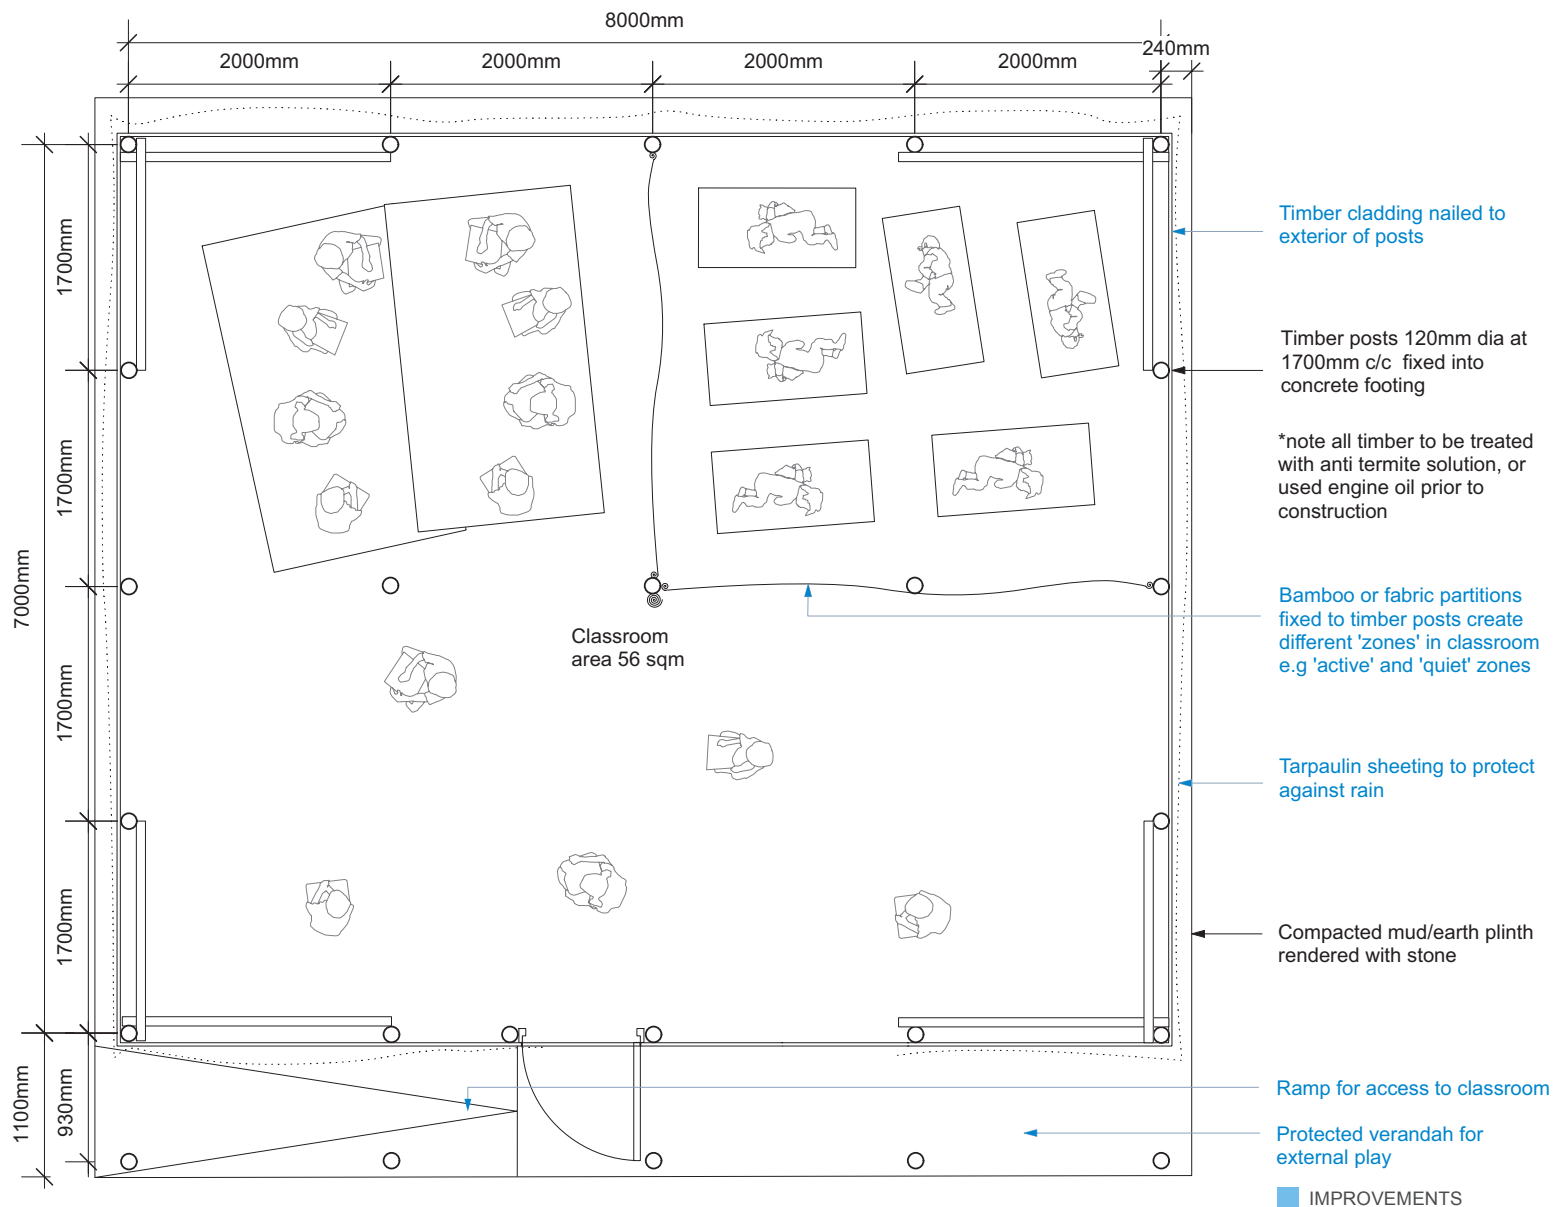 8000mm
240mm
2000mm
2000mm
2000mm
2000mm
1700mm
1700mm
1700mm
1700mm
7000mm
1100mm
930mm
Classroom
area 56 sqm
Timber cladding nailed to
exterior of posts
Timber posts 120mm dia at
1700mm c/c fixed into
concrete footing
*note all timber to be treated
with anti termite solution, or
used engine oil prior to
construction
Bamboo or fabric partitions
fixed to timber posts create
different 'zones' in classroom
e.g 'active' and 'quiet' zones
Tarpaulin sheeting to protect
against rain
Compacted mud/earth plinth
rendered with stone
Ramp for access to classroom
Protected verandah for
external play
IMPROVEMENTS